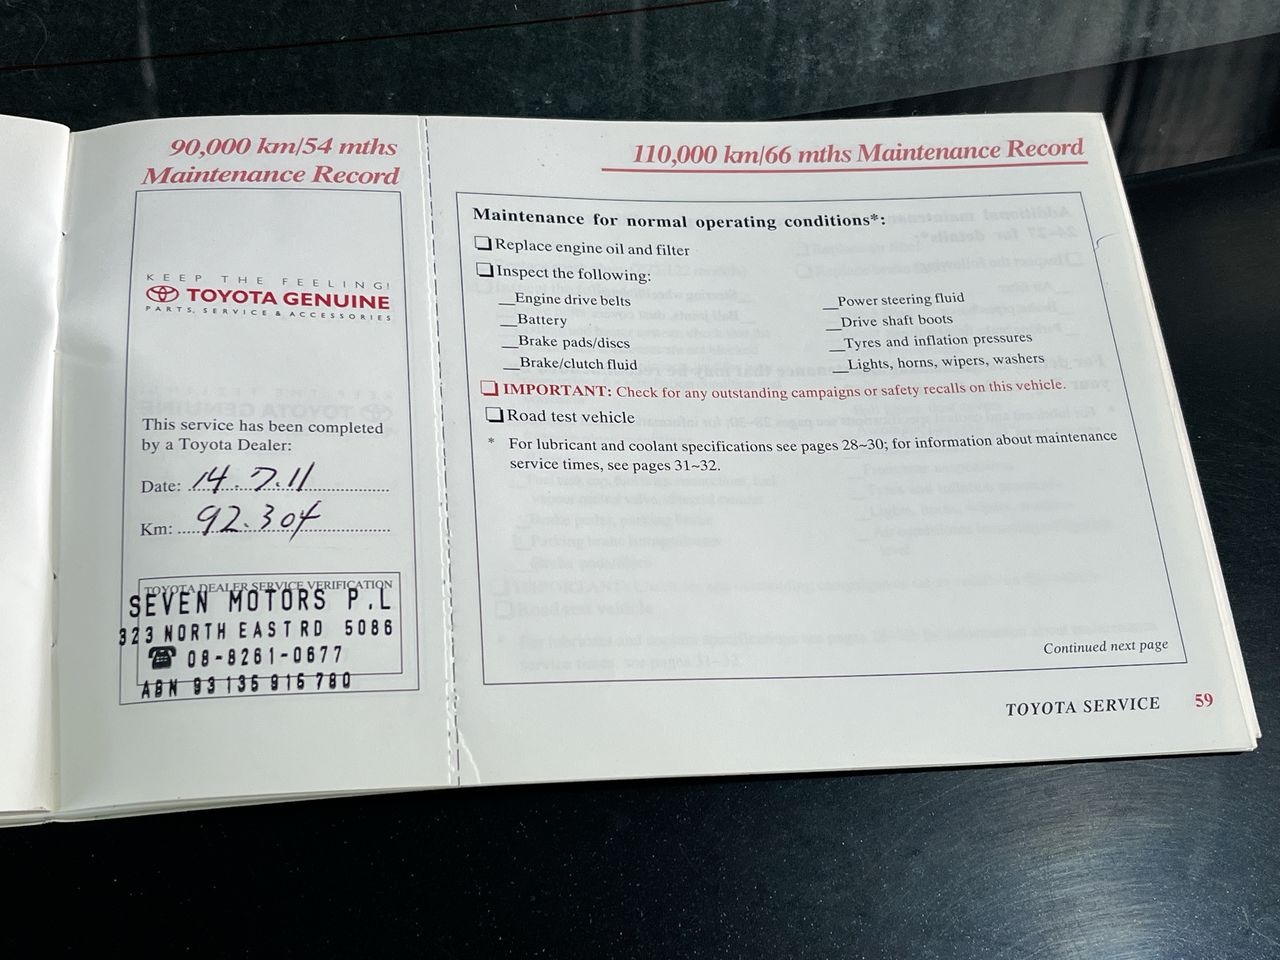 90,000 km/54 mths
Maintenance Record
KEEP THE FEELING!
TOYOTA GENUINE
PARTS, SERVICE & ACCESSORIES
This service has been completed
by a Toyota Dealer:
Date: 14.7.11
Km: 92.304
TOYOTA DEALER SERVICE VERIFICATION
SEVEN MOTORS P.L
323 NORTH EAST RD 5086
☎ 08-8261-0677
ABN 93 135 915 780
110,000 km/66 mths Maintenance Record
Maintenance for normal operating conditions*:
Replace engine oil and filter
Inspect the following:
__Engine drive belts
__Battery
__Brake pads/discs
__Brake/clutch fluid
__Power steering fluid
__Drive shaft boots
__Tyres and inflation pressures
__Lights, horns, wipers, washers
IMPORTANT: Check for any outstanding campaigns or safety recalls on this vehicle.
Road test vehicle
* For lubricant and coolant specifications see pages 28~30; for information about maintenance
service times, see pages 31~32.
Continued next page
TOYOTA SERVICE 59